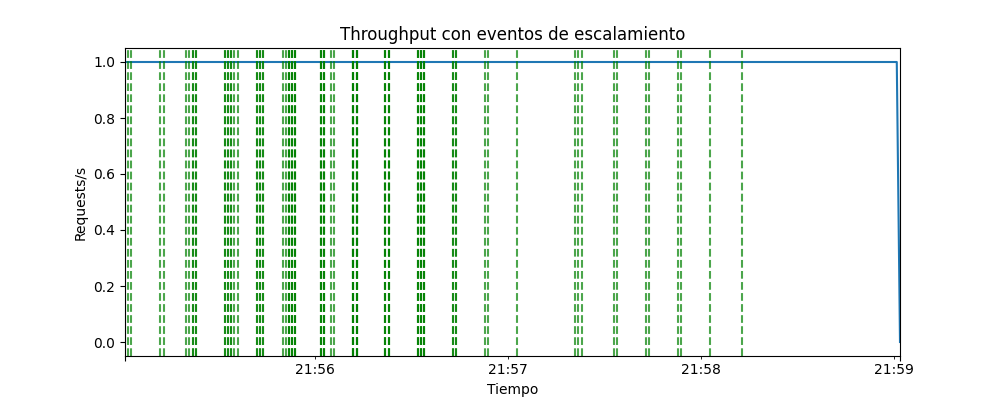 Throughput con eventos de escalamiento
Requests/s
1.0
0.8
0.6
0.4
0.2
0.0
21:56 21:57 21:58 21:59
Tiempo